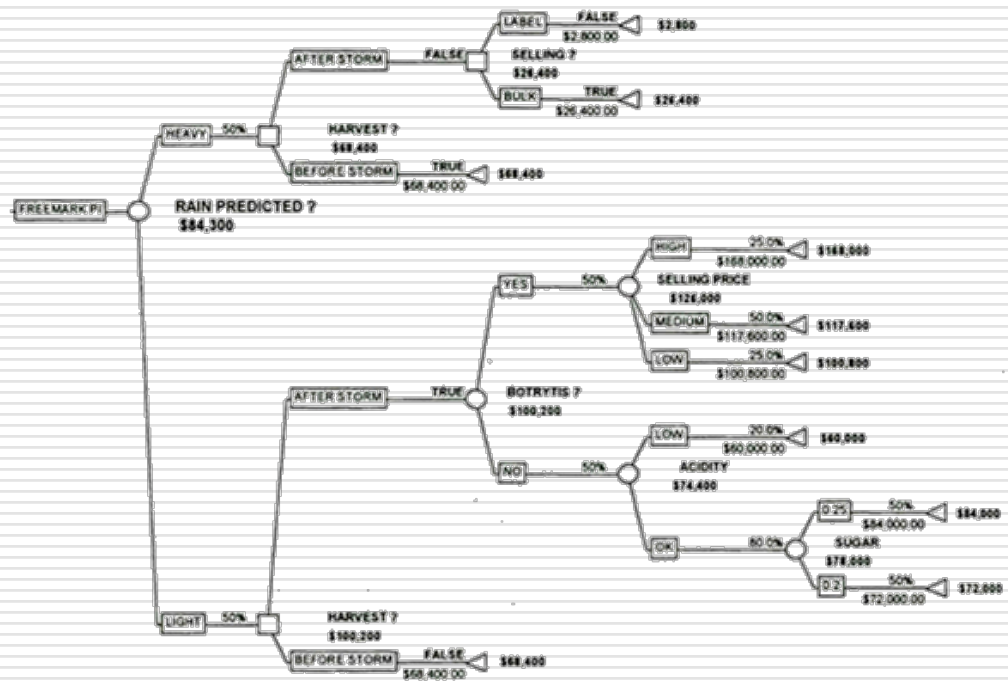 LABEL FALSE $2,800
$2,800.00
AFTER STORM FALSE SELLING ?
$26,400
BULK TRUE $26,400
$26,400.00
HEAVY 50% HARVEST ?
$68,400
BEFORE STORM TRUE $68,400
$68,400.00
FREEMARK PI RAIN PREDICTED ?
$84,300
HIGH 25.0% $168,000
$168,000.00
YES 50% SELLING PRICE
$126,000
MEDIUM 50.0% $117,600
$117,600.00
LOW 25.0% $100,800
$100,800.00
AFTER STORM TRUE BOTRYTIS ?
$100,200
LOW 20.0% $60,000
$60,000.00
NO 50% ACIDITY
$74,400
0.25 50% $84,000
$84,000.00
OK 80.0% SUGAR
$78,000
0.2 50% $72,000
$72,000.00
LIGHT 50% HARVEST ?
$100,200
BEFORE STORM FALSE $68,400
$68,400.00